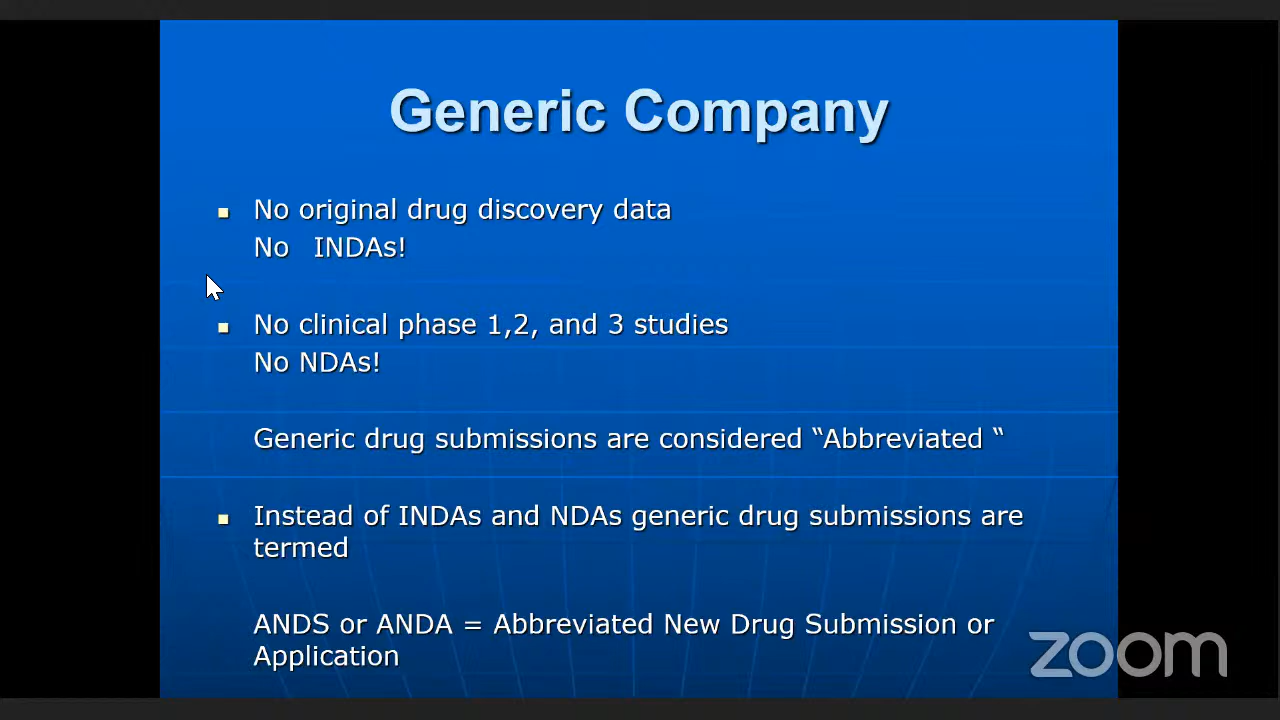 Generic Company
No original drug discovery data
No INDAs!
No clinical phase 1,2, and 3 studies
No NDAs!
Generic drug submissions are considered “Abbreviated “
Instead of INDAs and NDAs generic drug submissions are
termed
ANDS or ANDA = Abbreviated New Drug Submission or
Application
zoom